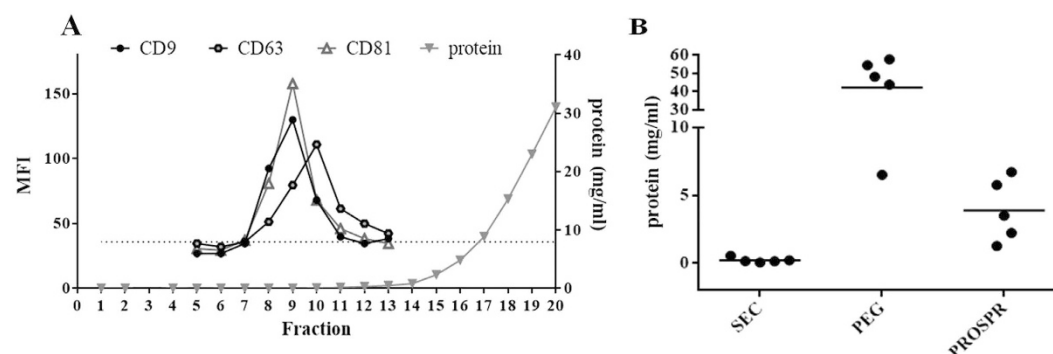 A
CD9 CD63 CD81 protein
MFI
150
100
50
0
0 1 2 3 4 5 6 7 8 9 10 11 12 13 14 15 16 17 18 19 20
Fraction
40
30
20
10
0
protein (mg/ml)
B
protein (mg/ml)
60
50
40
30
10
5
0
SEC
PEG
PROSPR